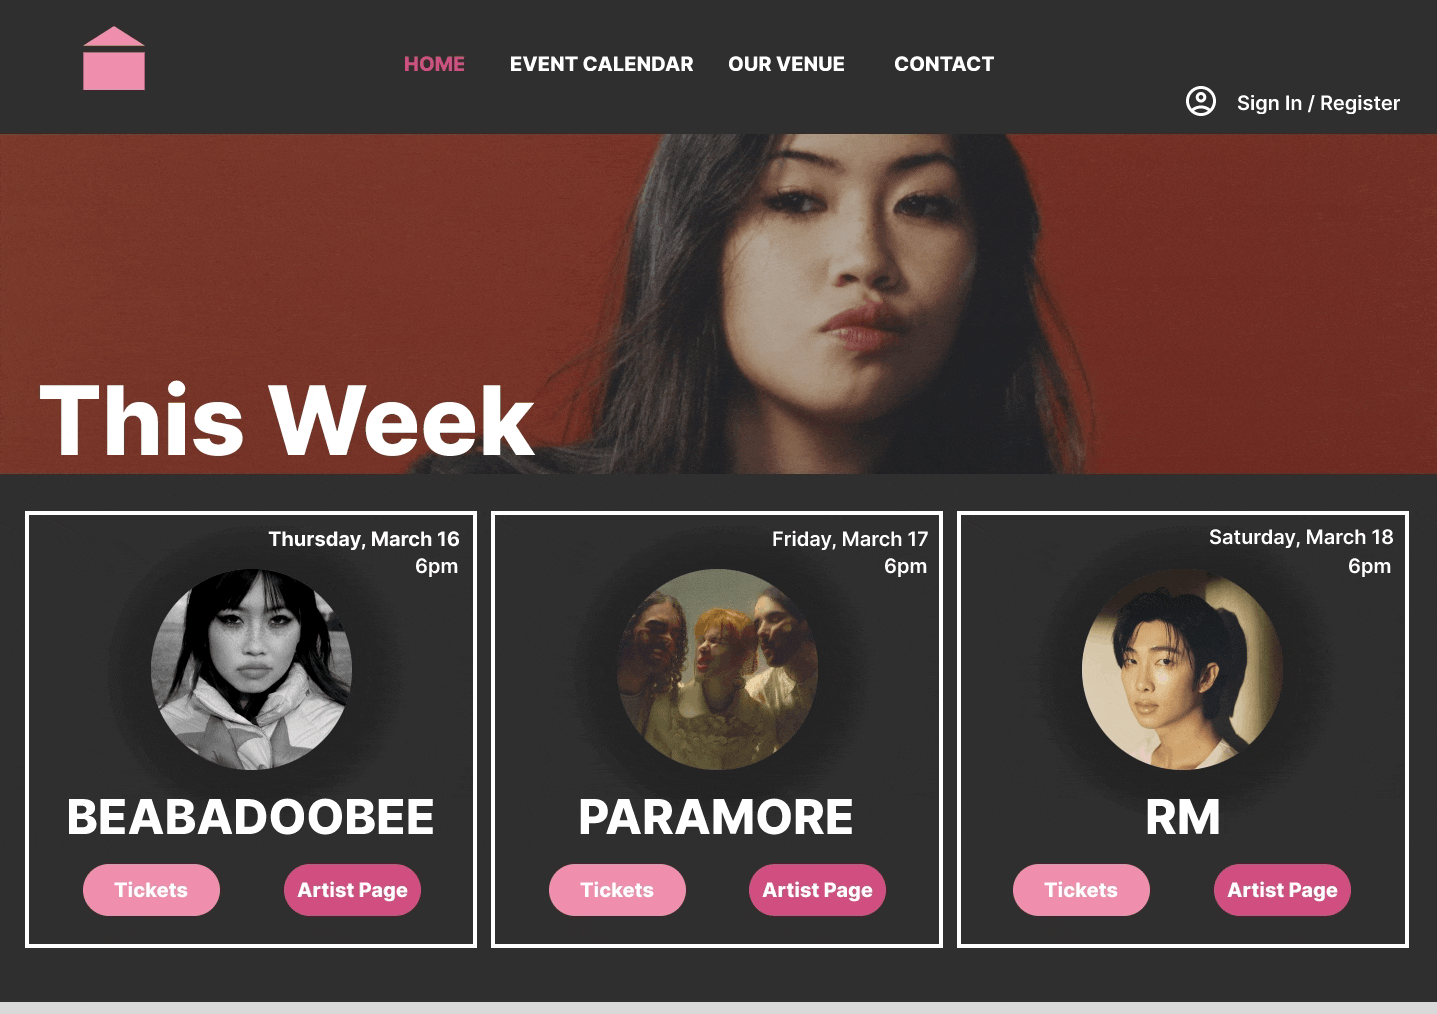 HOME EVENT CALENDAR OUR VENUE CONTACT
Sign In / Register
This Week
Thursday, March 16
6pm
BEABADOOBEE
Tickets Artist Page
Friday, March 17
6pm
PARAMORE
Tickets Artist Page
Saturday, March 18
6pm
RM
Tickets Artist Page